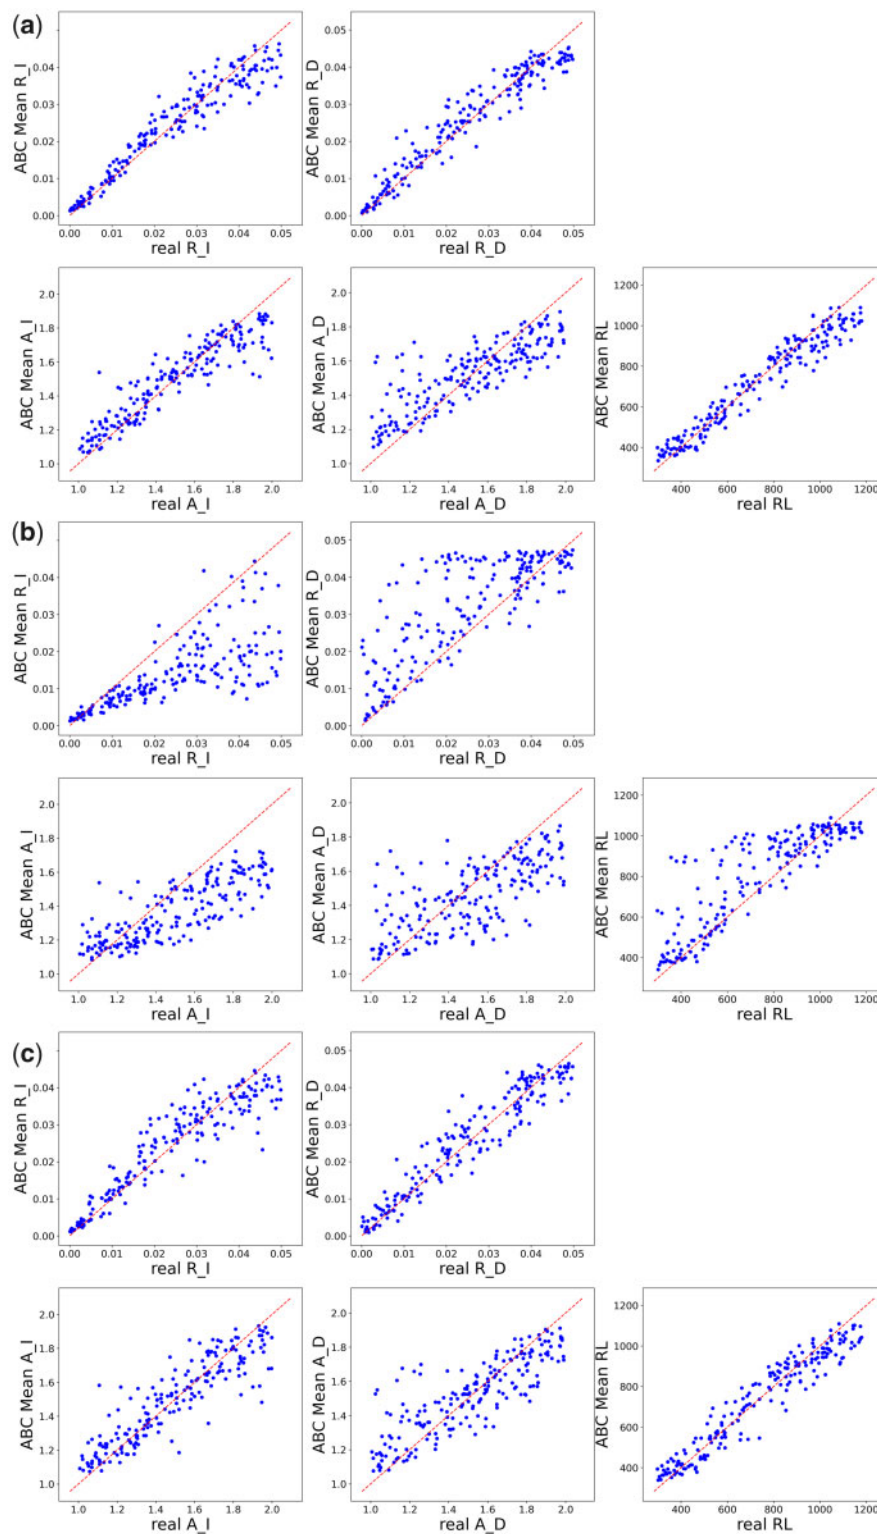 (a)
0.04
0.03
0.02
0.01
0.00
0.00 0.01 0.02 0.03 0.04 0.05
ABC Mean R_I
real R_I
0.05
0.04
0.03
0.02
0.01
0.00
0.00 0.01 0.02 0.03 0.04 0.05
ABC Mean R_D
real R_D
2.0
1.8
1.6
1.4
1.2
1.0
1.0 1.2 1.4 1.6 1.8 2.0
ABC Mean A_I
real A_I
2.0
1.8
1.6
1.4
1.2
1.0
1.0 1.2 1.4 1.6 1.8 2.0
ABC Mean A_D
real A_D
1200
1000
800
600
400
400 600 800 1000 1200
ABC Mean RL
real RL
(b)
0.04
0.03
0.02
0.01
0.00
0.00 0.01 0.02 0.03 0.04 0.05
ABC Mean R_I
real R_I
0.05
0.04
0.03
0.02
0.01
0.00
0.00 0.01 0.02 0.03 0.04 0.05
ABC Mean R_D
real R_D
2.0
1.8
1.6
1.4
1.2
1.0
1.0 1.2 1.4 1.6 1.8 2.0
ABC Mean A_I
real A_I
2.0
1.8
1.6
1.4
1.2
1.0
1.0 1.2 1.4 1.6 1.8 2.0
ABC Mean A_D
real A_D
1200
1000
800
600
400
400 600 800 1000 1200
ABC Mean RL
real RL
(c)
0.04
0.03
0.02
0.01
0.00
0.00 0.01 0.02 0.03 0.04 0.05
ABC Mean R_I
real R_I
0.05
0.04
0.03
0.02
0.01
0.00
0.00 0.01 0.02 0.03 0.04 0.05
ABC Mean R_D
real R_D
2.0
1.8
1.6
1.4
1.2
1.0
1.0 1.2 1.4 1.6 1.8 2.0
ABC Mean A_I
real A_I
2.0
1.8
1.6
1.4
1.2
1.0
1.0 1.2 1.4 1.6 1.8 2.0
ABC Mean A_D
real A_D
1200
1000
800
600
400
400 600 800 1000 1200
ABC Mean RL
real RL